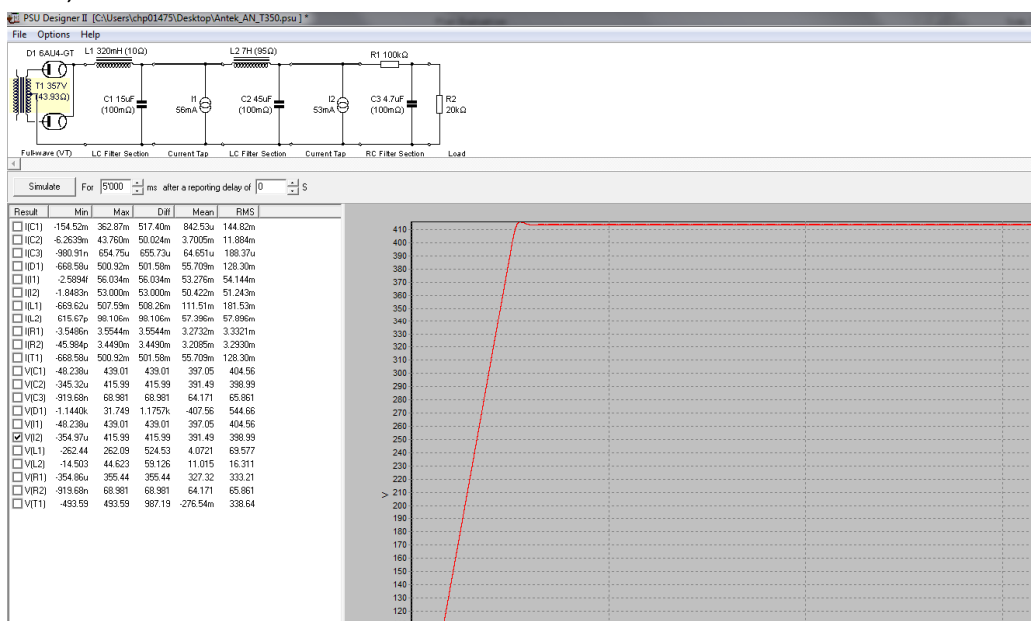 PSU Designer II [C:\Users\chp01475\Desktop\Antek_AN_T350.psu ] *
File Options Help
D1 6AU4-GT L1 320mH (10Ω) L2 7H (95Ω) R1 100kΩ
T1 357V
(43.93Ω)
C1 15uF I1 C2 45uF I2 C3 4.7uF R2
(100mΩ) 56mA (100mΩ) 53mA (100mΩ) 20kΩ
Full-wave (VT) LC Filter Section Current Tap LC Filter Section Current Tap RC Filter Section Load
Simulate For 5'000 ms after a reporting delay of 0 S
Result Min Max Diff Mean RMS
I(C1) -154.52m 362.87m 517.40m 842.53u 144.82m
I(C2) -6.2639m 43.760m 50.024m 3.7005m 11.884m
I(C3) -980.91n 654.75u 655.73u 64.651u 188.37u
I(D1) -668.58u 500.92m 501.58m 55.709m 128.30m
I(I1) -2.5894f 56.034m 56.034m 53.276m 54.144m
I(I2) -1.8483n 53.000m 53.000m 50.422m 51.243m
I(L1) -669.62u 507.59m 508.26m 111.51m 181.53m
I(L2) 615.67p 98.106m 98.106m 57.396m 57.896m
I(R1) -3.5486n 3.5544m 3.5544m 3.2732m 3.3321m
I(R2) -45.984p 3.4490m 3.4490m 3.2085m 3.2930m
I(T1) -668.58u 500.92m 501.58m 55.709m 128.30m
V(C1) -48.238u 439.01 439.01 397.05 404.56
V(C2) -345.32u 415.99 415.99 391.49 398.99
V(C3) -919.68n 68.981 68.981 64.171 65.861
V(D1) -1.1440k 31.749 1.1757k -407.56 544.66
V(I1) -48.238u 439.01 439.01 397.05 404.56
V(I2) -354.97u 415.99 415.99 391.49 398.99
V(L1) -262.44 262.09 524.53 4.0721 69.577
V(L2) -14.503 44.623 59.126 11.015 16.311
V(R1) -354.86u 355.44 355.44 327.32 333.21
V(R2) -919.68n 68.981 68.981 64.171 65.861
V(T1) -493.59 493.59 987.19 -276.54m 338.64
410
400
390
380
370
360
350
340
330
320
310
300
290
280
270
260
250
240
230
220
V 210
200
190
180
170
160
150
140
130
120